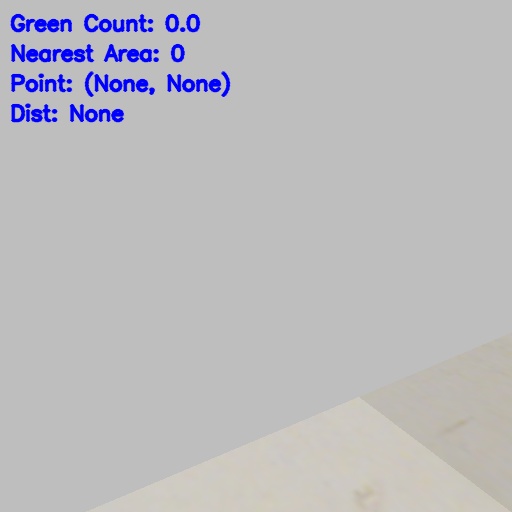 Green Count: 0.0
Nearest Area: 0
Point: (None, None)
Dist: None